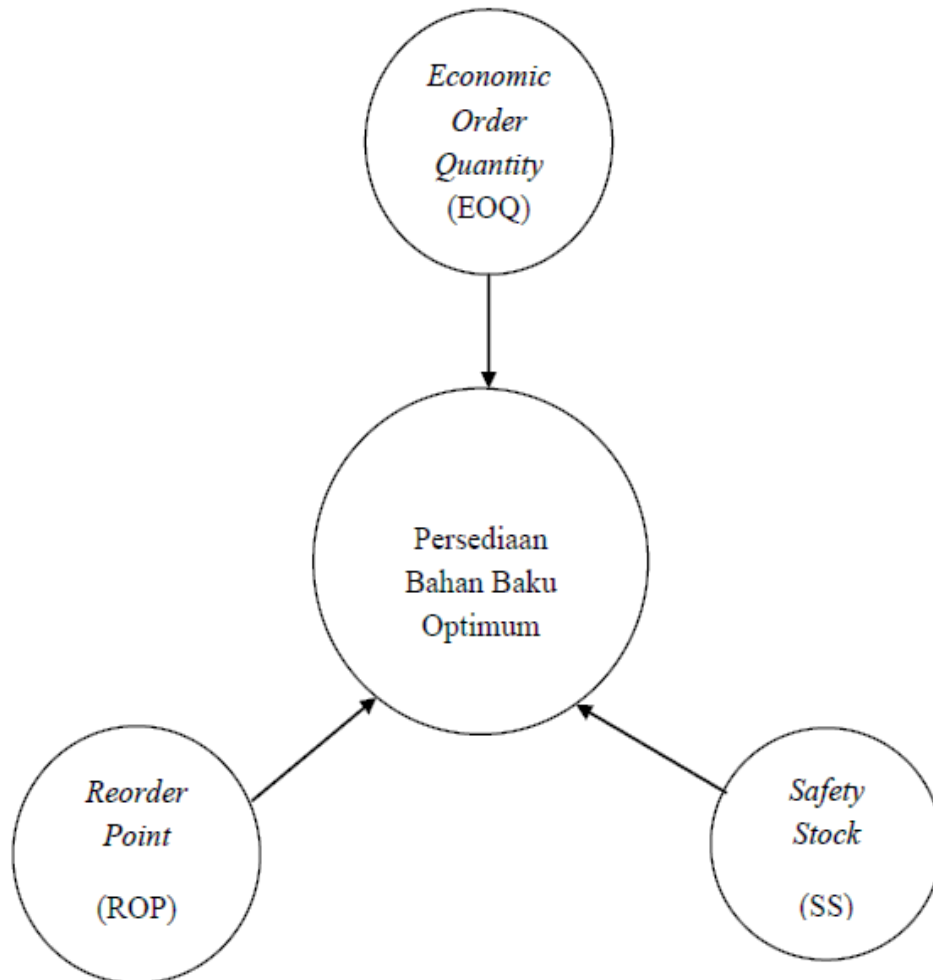 Economic
Order
Quantity
(EOQ)
Persediaan
Bahan Baku
Optimum
Reorder
Point
(ROP)
Safety
Stock
(SS)